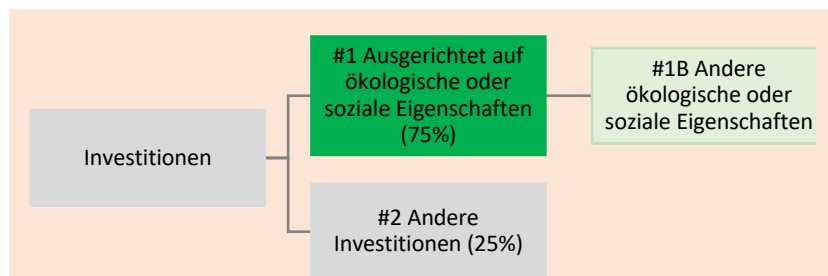 #1 Ausgerichtet auf
ökologische oder
soziale Eigenschaften
(75%)
#1B Andere
ökologische oder
soziale Eigenschaften
Investitionen
#2 Andere
Investitionen (25%)